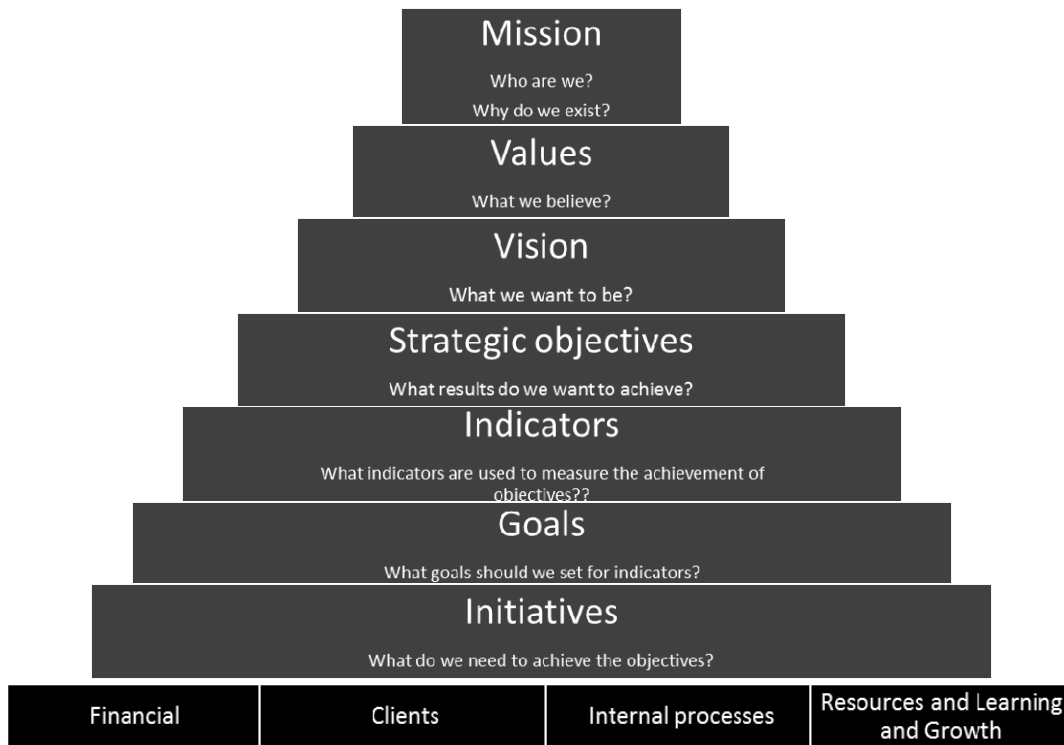 Mission
Who are we?
Why do we exist?
Values
What we believe?
Vision
What we want to be?
Strategic objectives
What results do we want to achieve?
Indicators
What indicators are used to measure the achievement of
objectives??
Goals
What goals should we set for indicators?
Initiatives
What do we need to achieve the objectives?
Financial
Clients
Internal processes
Resources and Learning
and Growth